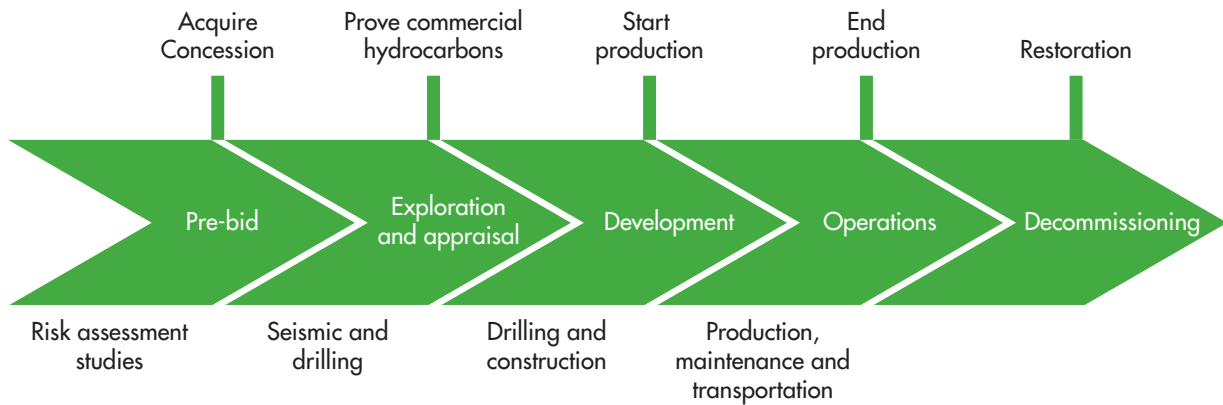 Acquire
Concession
Prove commercial
hydrocarbons
Start
production
End
production
Restoration
Pre-bid
Exploration
and appraisal
Development
Operations
Decommissioning
Risk assessment
studies
Seismic and
drilling
Drilling and
construction
Production,
maintenance and
transportation